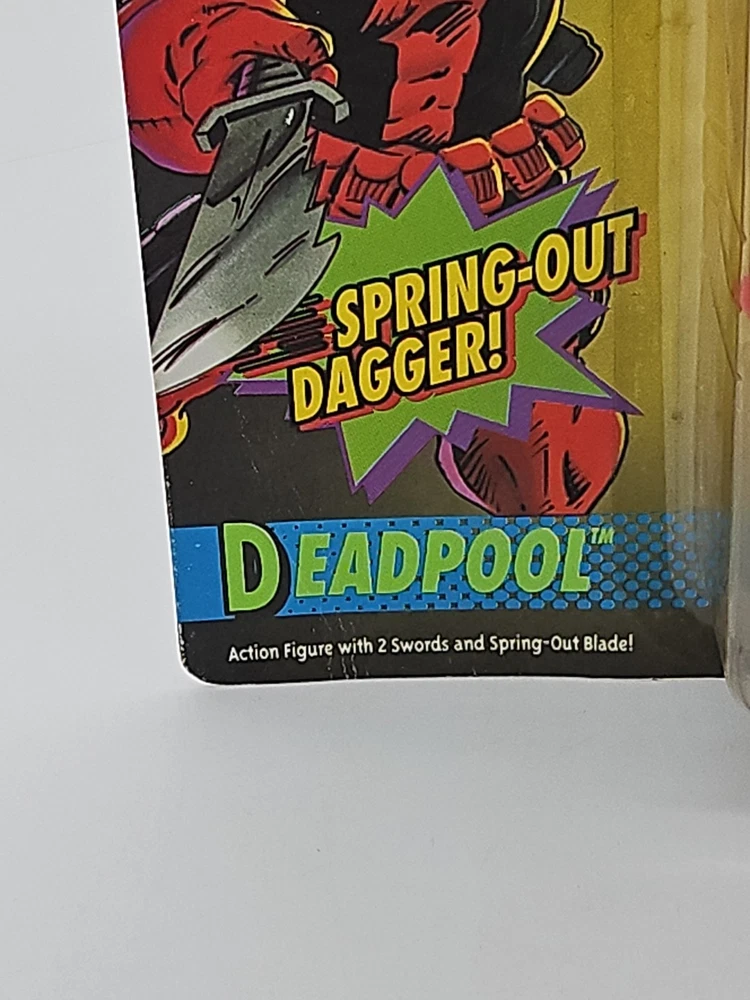 SPRING-OUT
DAGGER!
DEADPOOL™
Action Figure with 2 Swords and Spring-Out Blade!